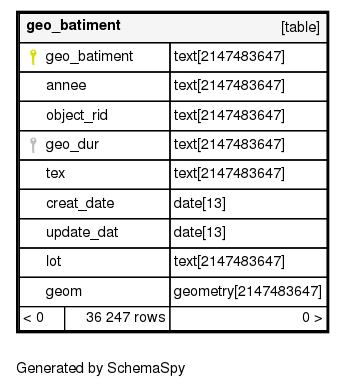 geo_batiment [table]
geo_batiment text[2147483647]
annee text[2147483647]
object_rid text[2147483647]
geo_dur text[2147483647]
tex text[2147483647]
creat_date date[13]
update_dat date[13]
lot text[2147483647]
geom geometry[2147483647]
< 0 36 247 rows 0 >
Generated by SchemaSpy